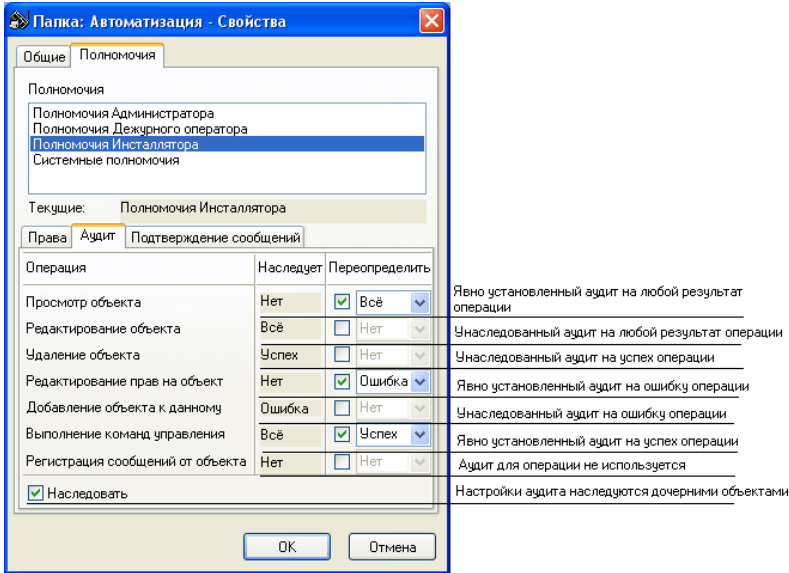 Папка: Автоматизация - Свойства
Общие Полномочия
Полномочия
Полномочия Администратора
Полномочия Дежурного оператора
Полномочия Инсталлятора
Системные полномочия
Текущие: Полномочия Инсталлятора
Права Аудит Подтверждение сообщений
Операция Наследует Переопределить
Просмотр объекта Нет Всё
Явно установленный аудит на любой результат
операции
Редактирование объекта Всё Нет Унаследованный аудит на любой результат операции
Удаление объекта Успех Нет Унаследованный аудит на успех операции
Редактирование прав на объект Нет Ошибка Явно установленный аудит на ошибку операции
Добавление объекта к данному Ошибка Нет Унаследованный аудит на ошибку операции
Выполнение команд управления Всё Успех Явно установленный аудит на успех операции
Регистрация сообщений от объекта Нет Нет Аудит для операции не используется
Наследовать Настройки аудита наследуются дочерними объектами
OK Отмена